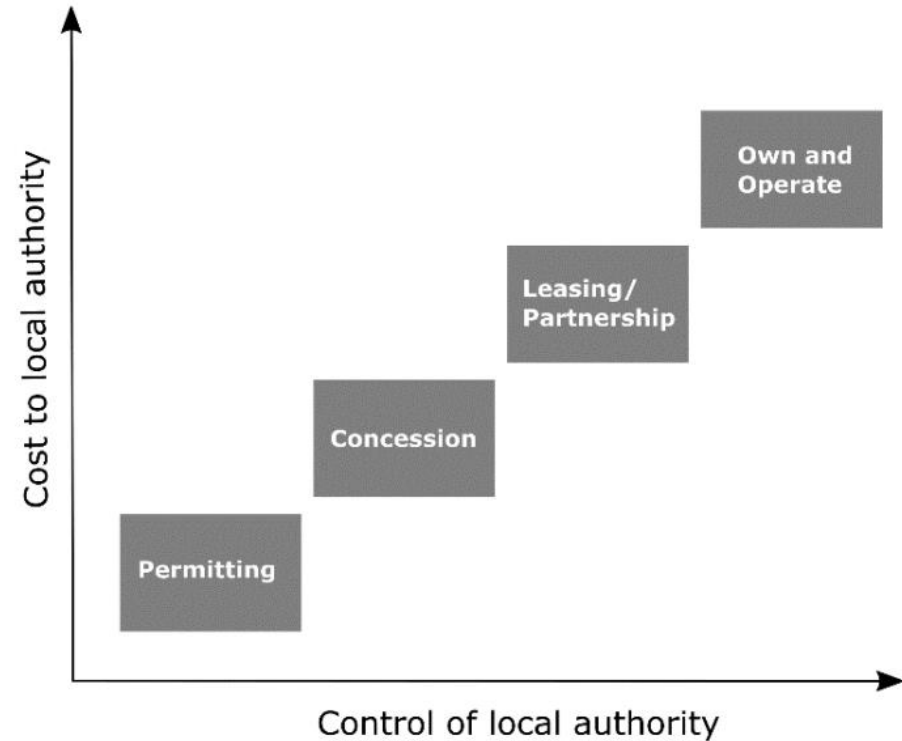 Cost to local authority
Own and
Operate
Leasing/
Partnership
Concession
Permitting
Control of local authority